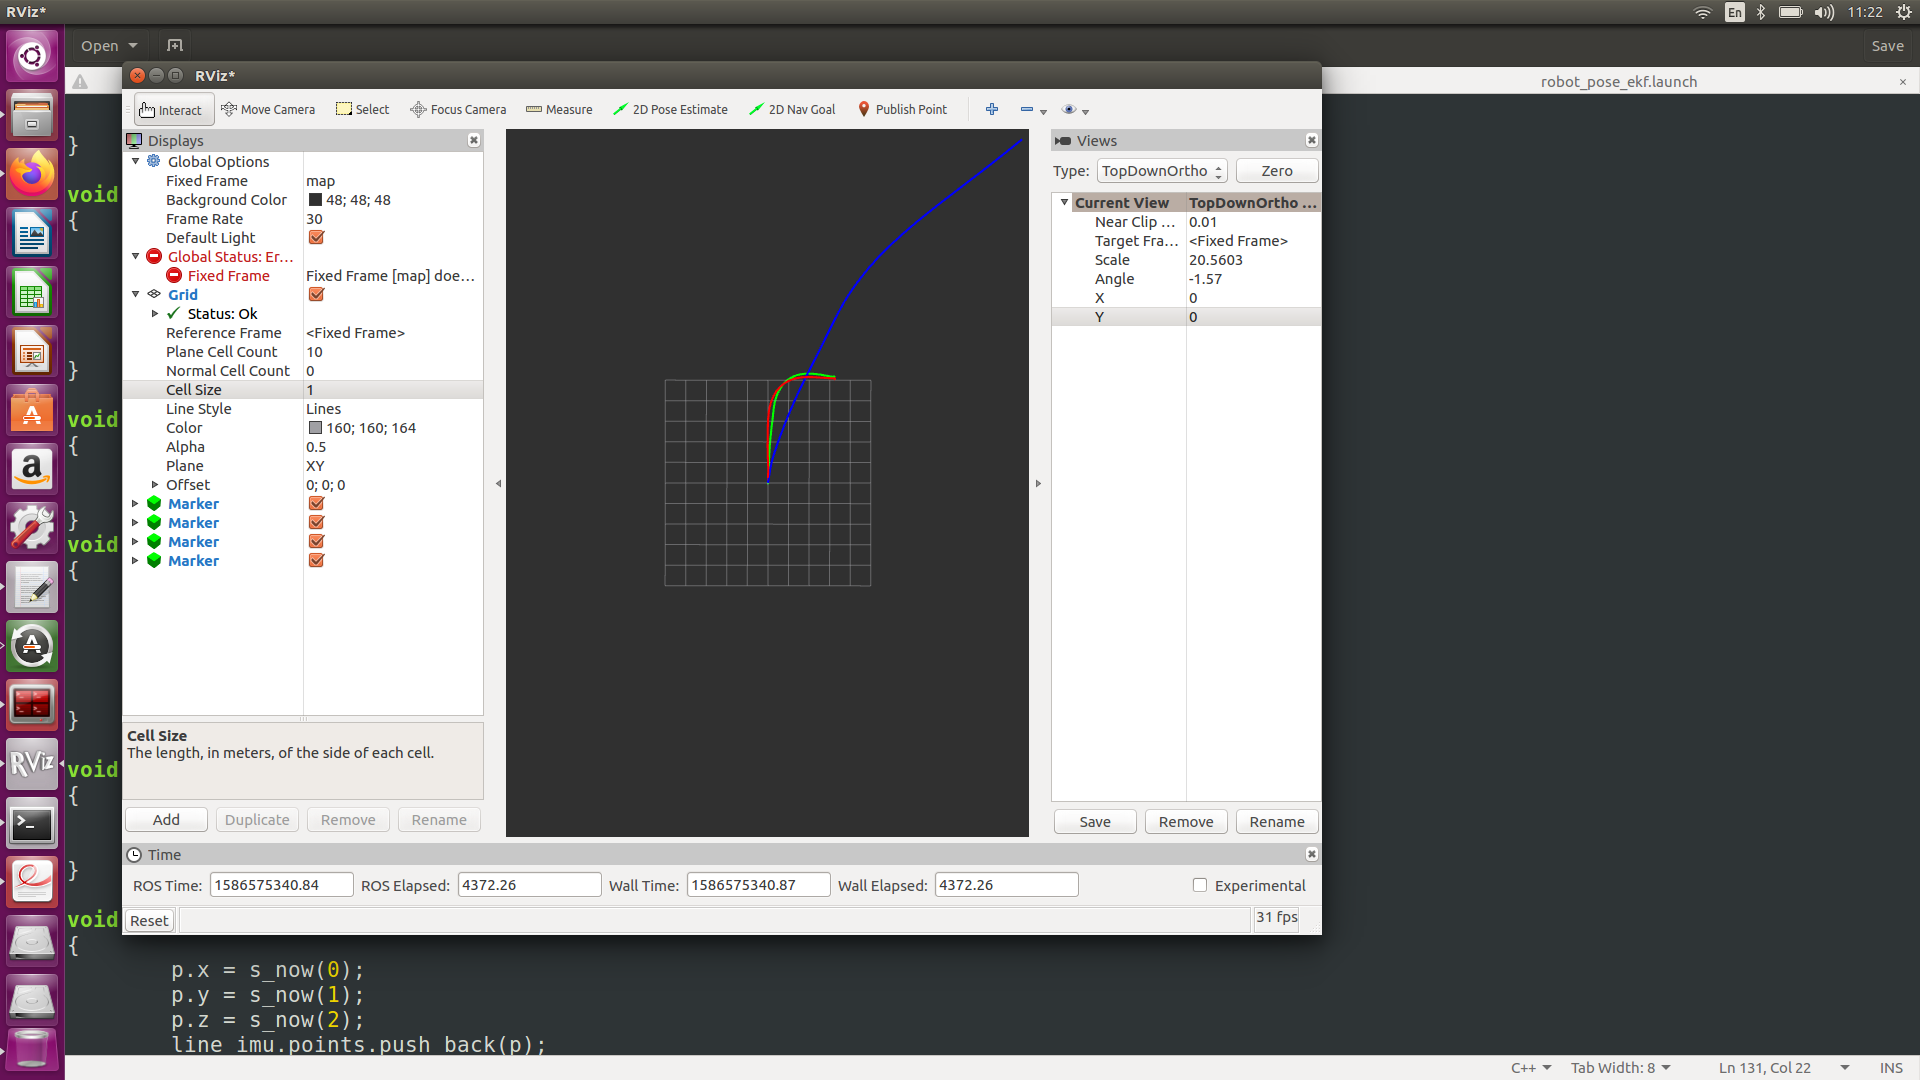 RViz*
En
11:22
Open
Save
RViz*
robot_pose_ekf.launch
Interact
Move Camera
Select
Focus Camera
Measure
2D Pose Estimate
2D Nav Goal
Publish Point
Displays
Global Options
Fixed Frame map
Background Color 48; 48; 48
Frame Rate 30
Default Light
Global Status: Er...
Fixed Frame Fixed Frame [map] doe...
Grid
Status: Ok
Reference Frame <Fixed Frame>
Plane Cell Count 10
Normal Cell Count 0
Cell Size 1
Line Style Lines
Color 160; 160; 164
Alpha 0.5
Plane XY
Offset 0; 0; 0
Marker
Marker
Marker
Marker
Cell Size
The length, in meters, of the side of each cell.
Add Duplicate Remove Rename
Views
Type: TopDownOrtho Zero
Current View TopDownOrtho ...
Near Clip ... 0.01
Target Fra... <Fixed Frame>
Scale 20.5603
Angle -1.57
X 0
Y 0
Save Remove Rename
Time
ROS Time: 1586575340.84 ROS Elapsed: 4372.26 Wall Time: 1586575340.87 Wall Elapsed: 4372.26 Experimental
Reset 31 fps
}
void
{
}
void
{
}
void
{
}
void
{
}
void
{
p.x = s_now(0);
p.y = s_now(1);
p.z = s_now(2);
line_imu.points.push_back(p);
C++ Tab Width: 8 Ln 131, Col 22 INS
RViz